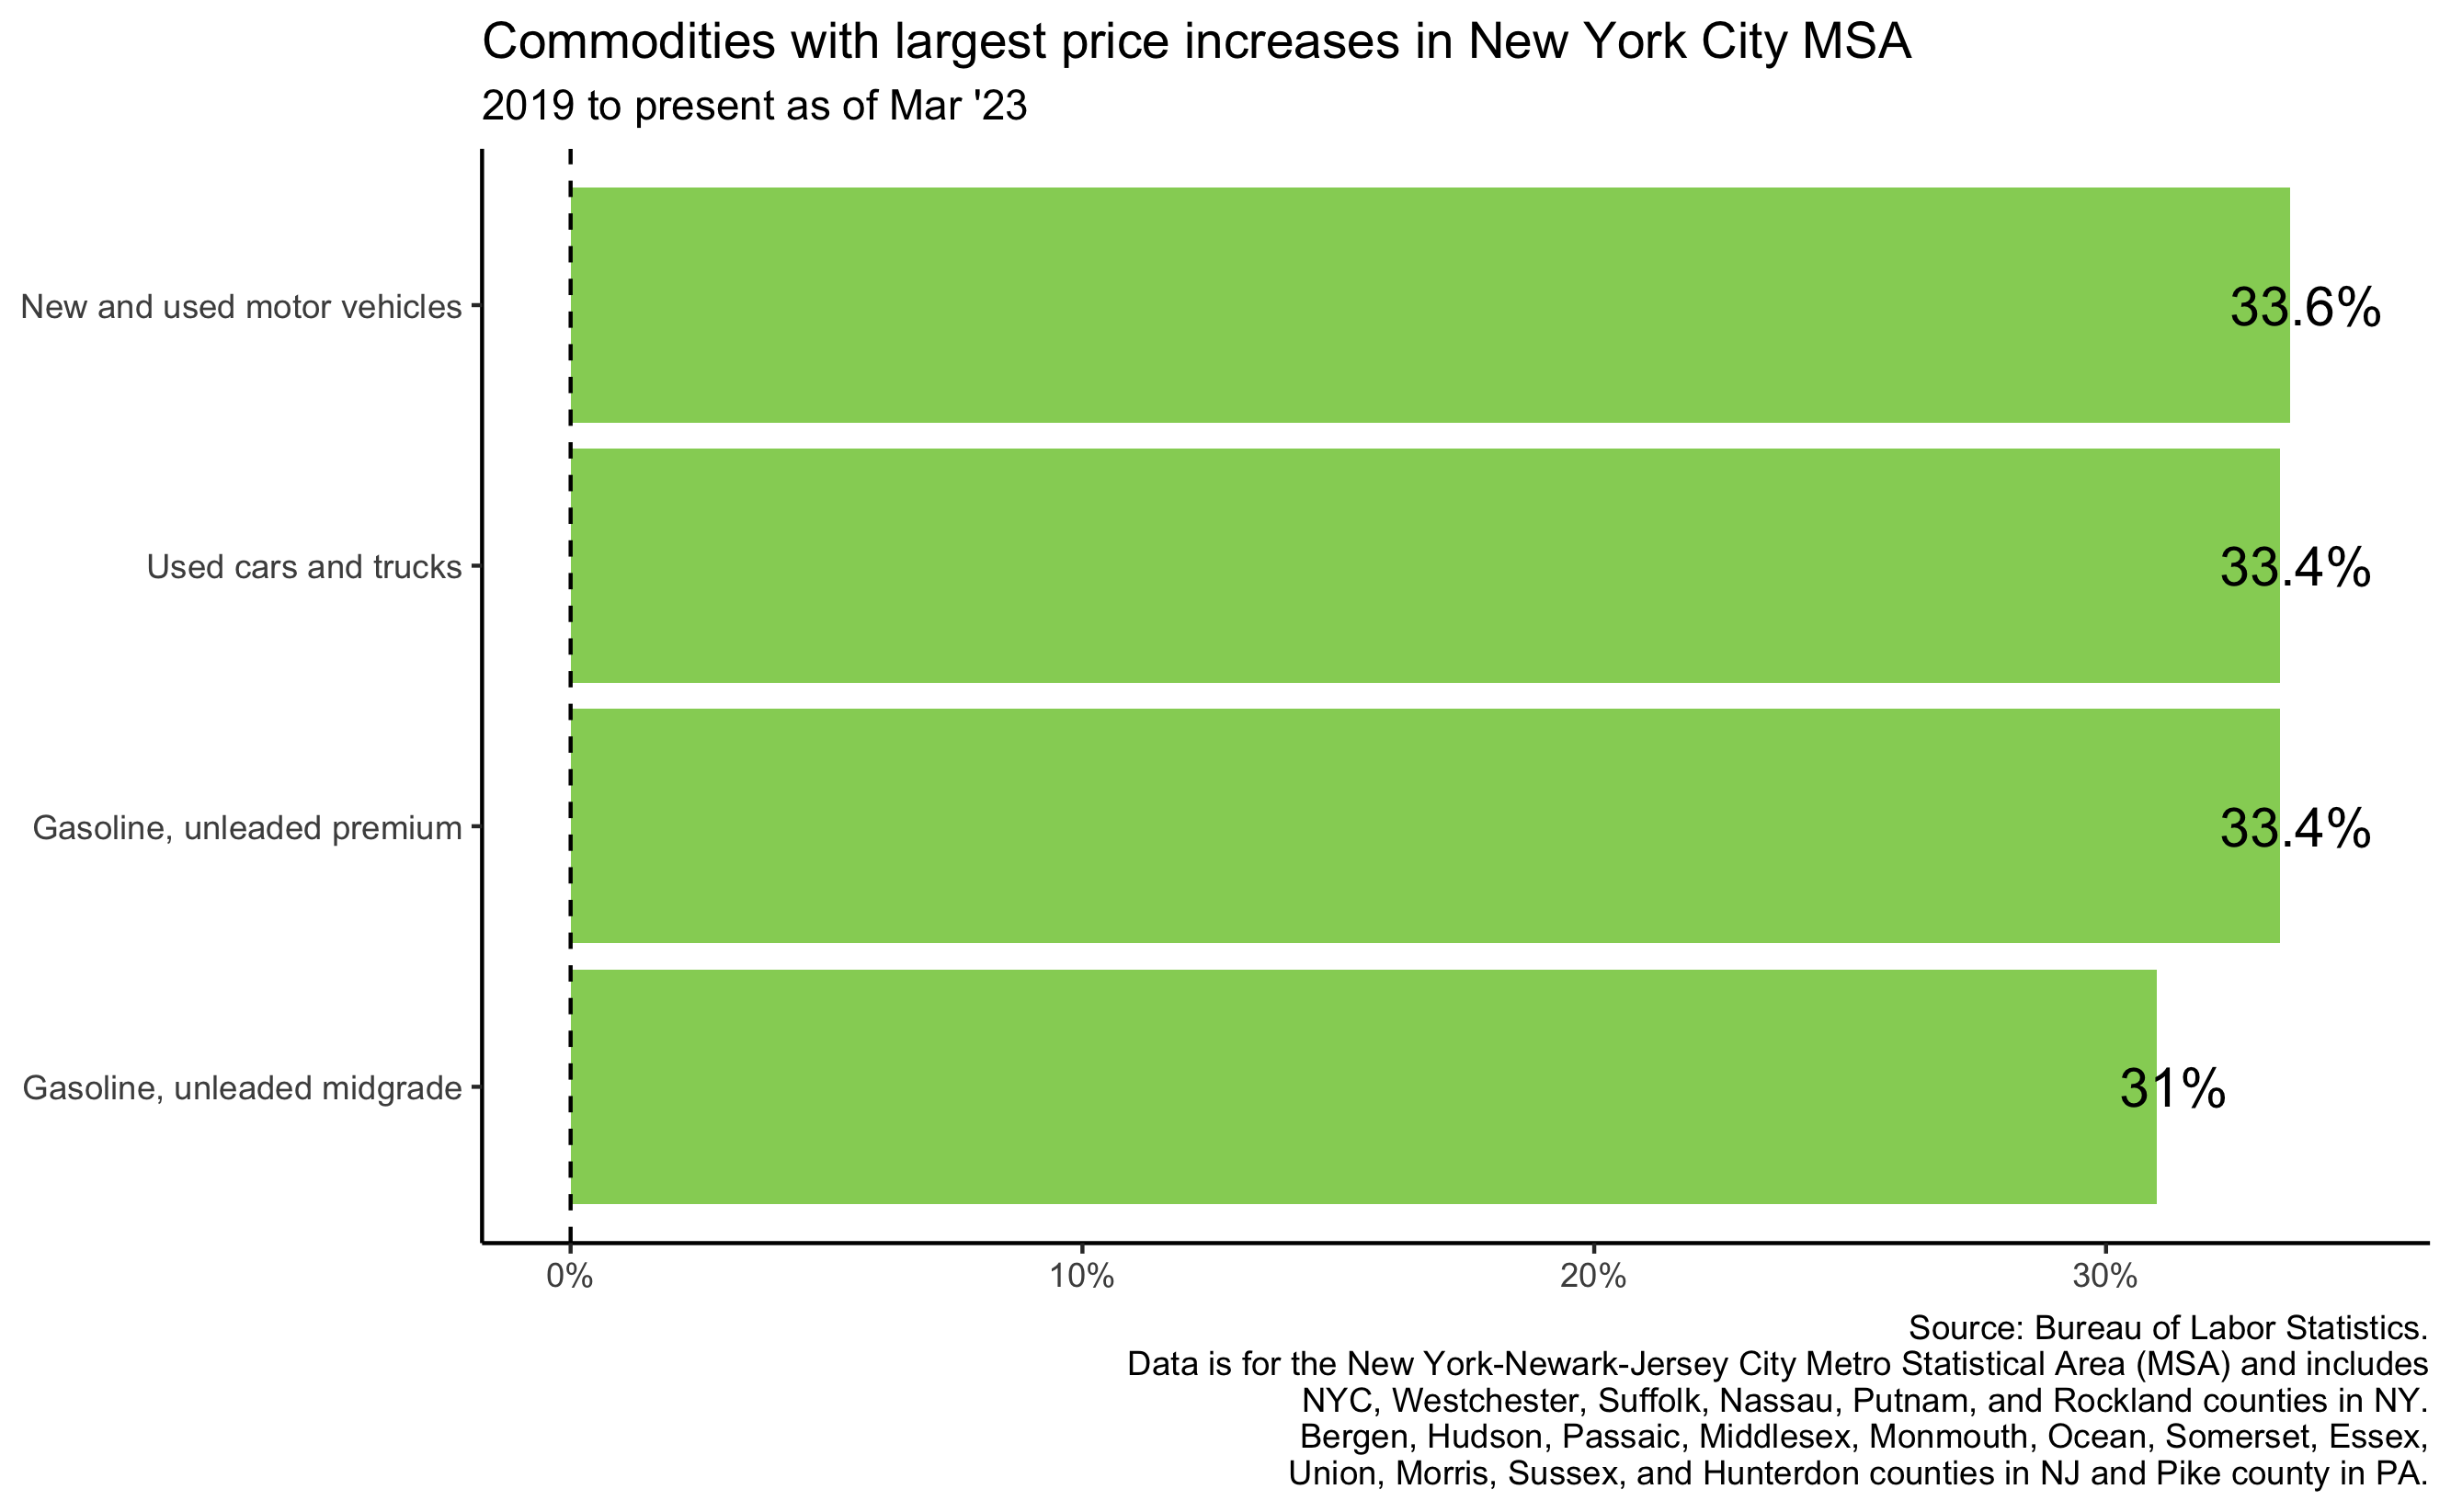 Commodities with largest price increases in New York City MSA
2019 to present as of Mar '23
New and used motor vehicles
33.6%
Used cars and trucks
33.4%
Gasoline, unleaded premium
33.4%
Gasoline, unleaded midgrade
31%
0%
10%
20%
30%
Source: Bureau of Labor Statistics.
Data is for the New York-Newark-Jersey City Metro Statistical Area (MSA) and includes
NYC, Westchester, Suffolk, Nassau, Putnam, and Rockland counties in NY.
Bergen, Hudson, Passaic, Middlesex, Monmouth, Ocean, Somerset, Essex,
Union, Morris, Sussex, and Hunterdon counties in NJ and Pike county in PA.